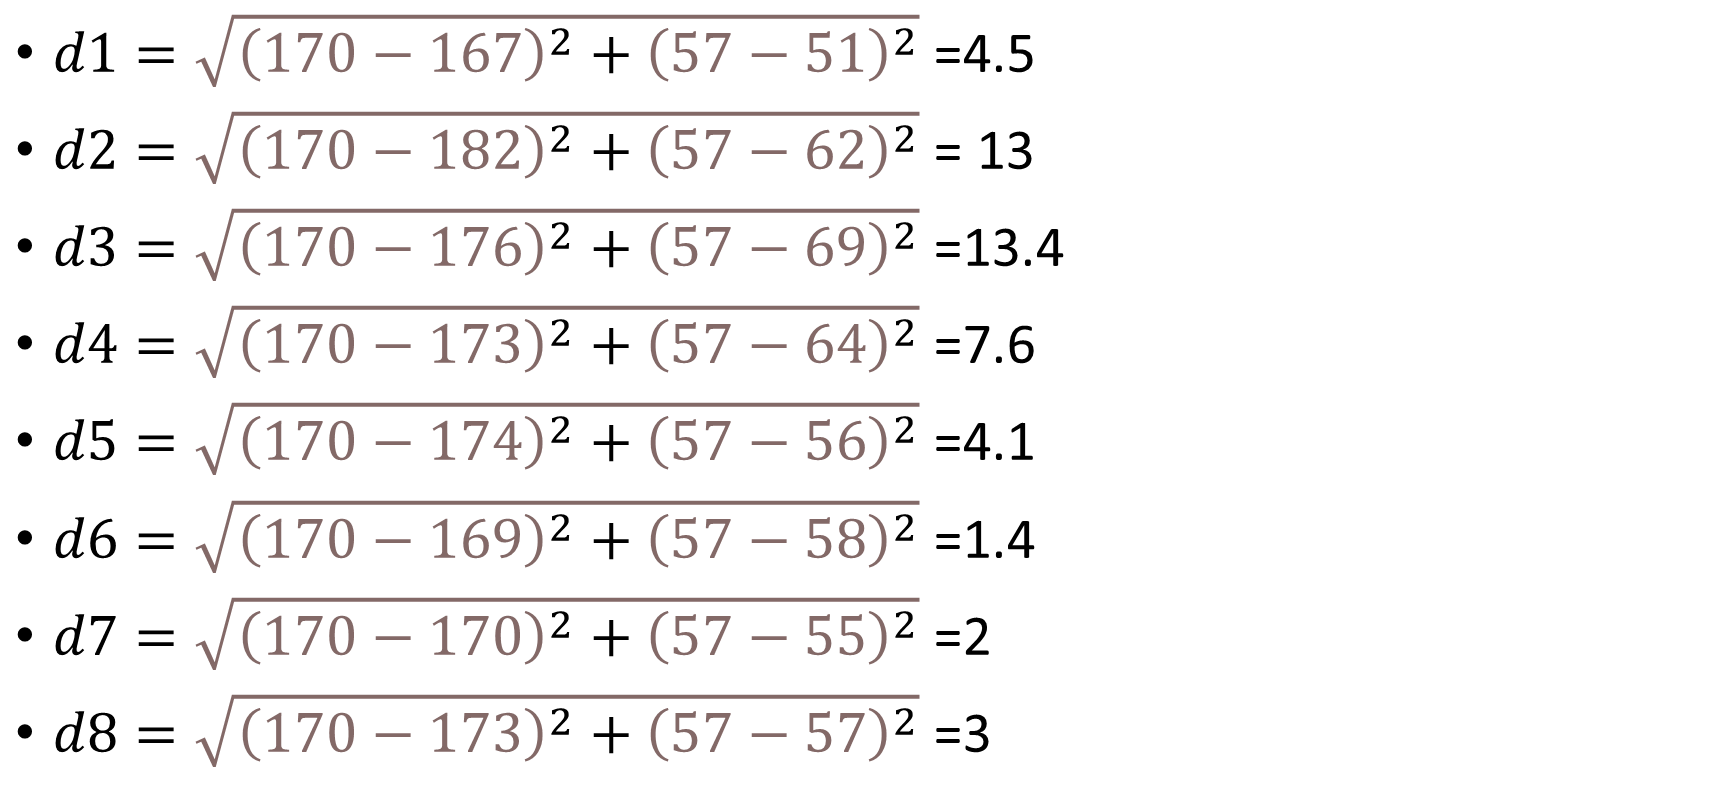 • d1 = √(170 − 167)² + (57 − 51)² =4.5
• d2 = √(170 − 182)² + (57 − 62)² = 13
• d3 = √(170 − 176)² + (57 − 69)² =13.4
• d4 = √(170 − 173)² + (57 − 64)² =7.6
• d5 = √(170 − 174)² + (57 − 56)² =4.1
• d6 = √(170 − 169)² + (57 − 58)² =1.4
• d7 = √(170 − 170)² + (57 − 55)² =2
• d8 = √(170 − 173)² + (57 − 57)² =3